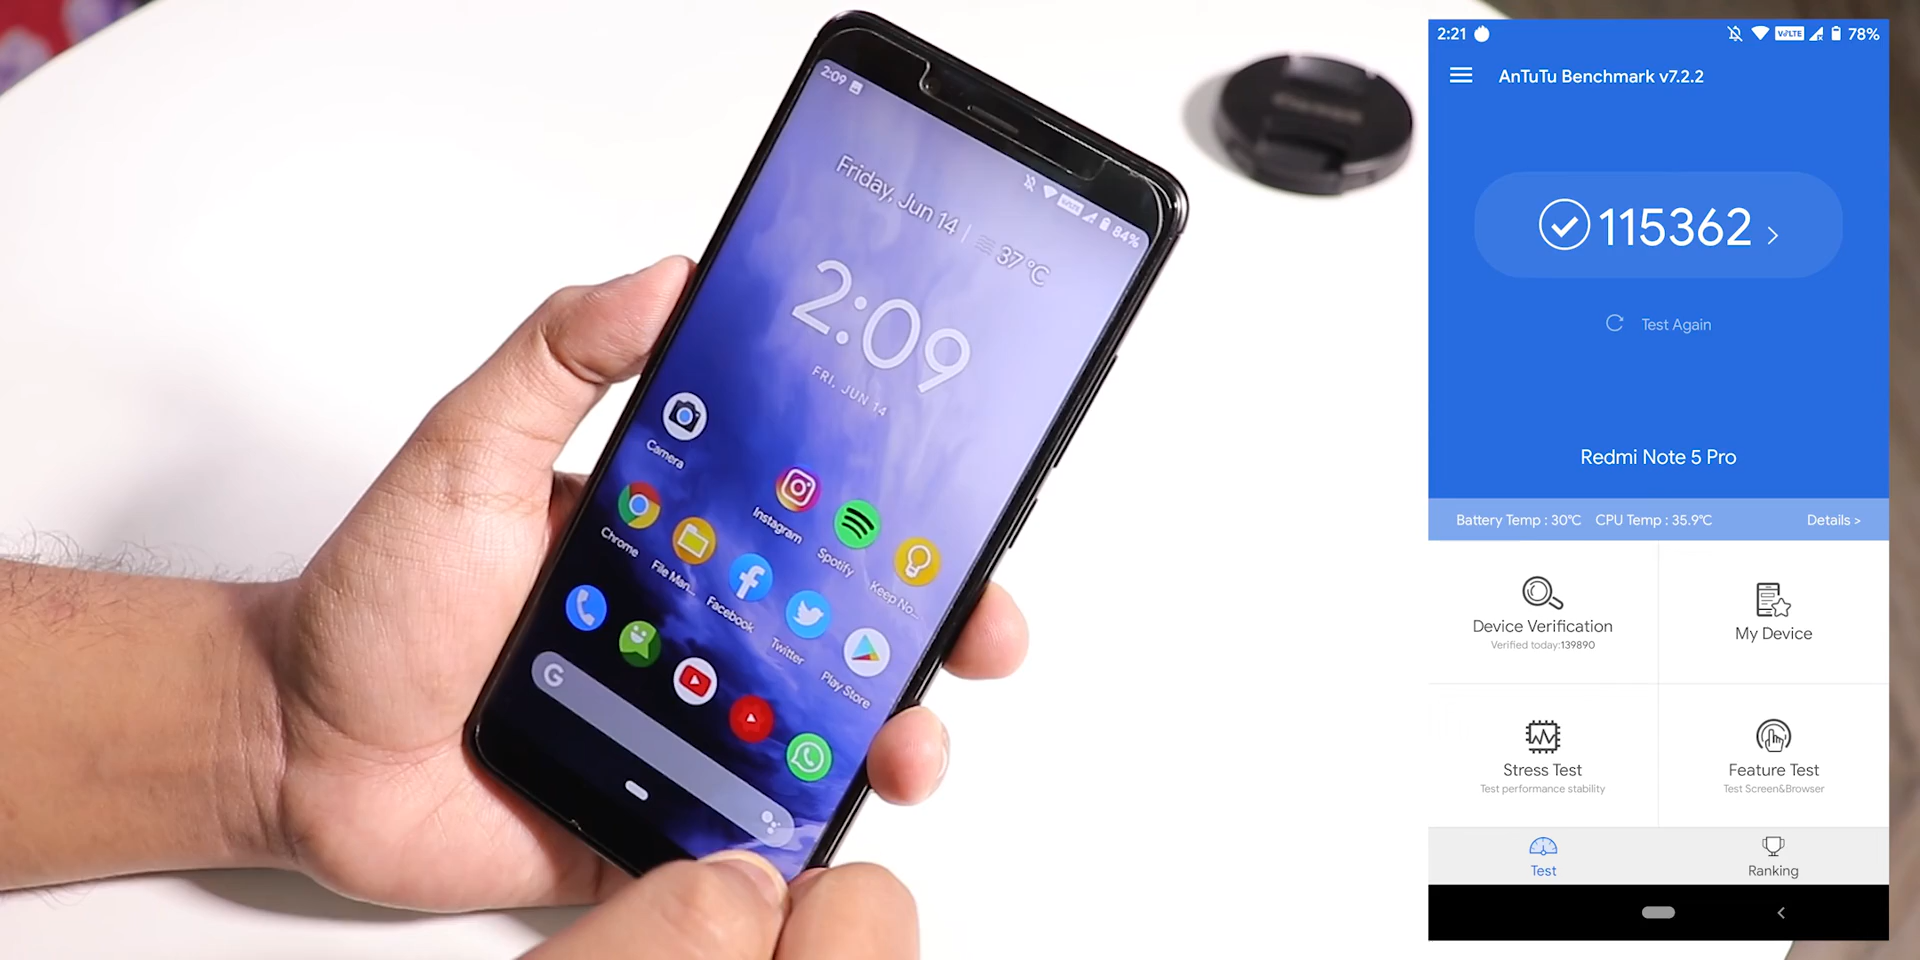 2:09
84%
Friday, Jun 14 | 37 °C
2:09
FRI, JUN 14
Camera
Instagram
Spotify
Keep No...
Chrome
File Man...
Facebook
Twitter
Play Store
G
2:21
VoLTE
78%
AnTuTu Benchmark v7.2.2
115362 >
Test Again
Redmi Note 5 Pro
Battery Temp : 30°C CPU Temp : 35.9°C Details >
Device Verification
Verified today:139890
My Device
Stress Test
Test performance stability
Feature Test
Test Screen&Browser
Test
Ranking